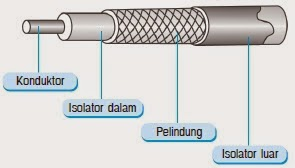 Konduktor
Isolator dalam
Pelindung
Isolator luar